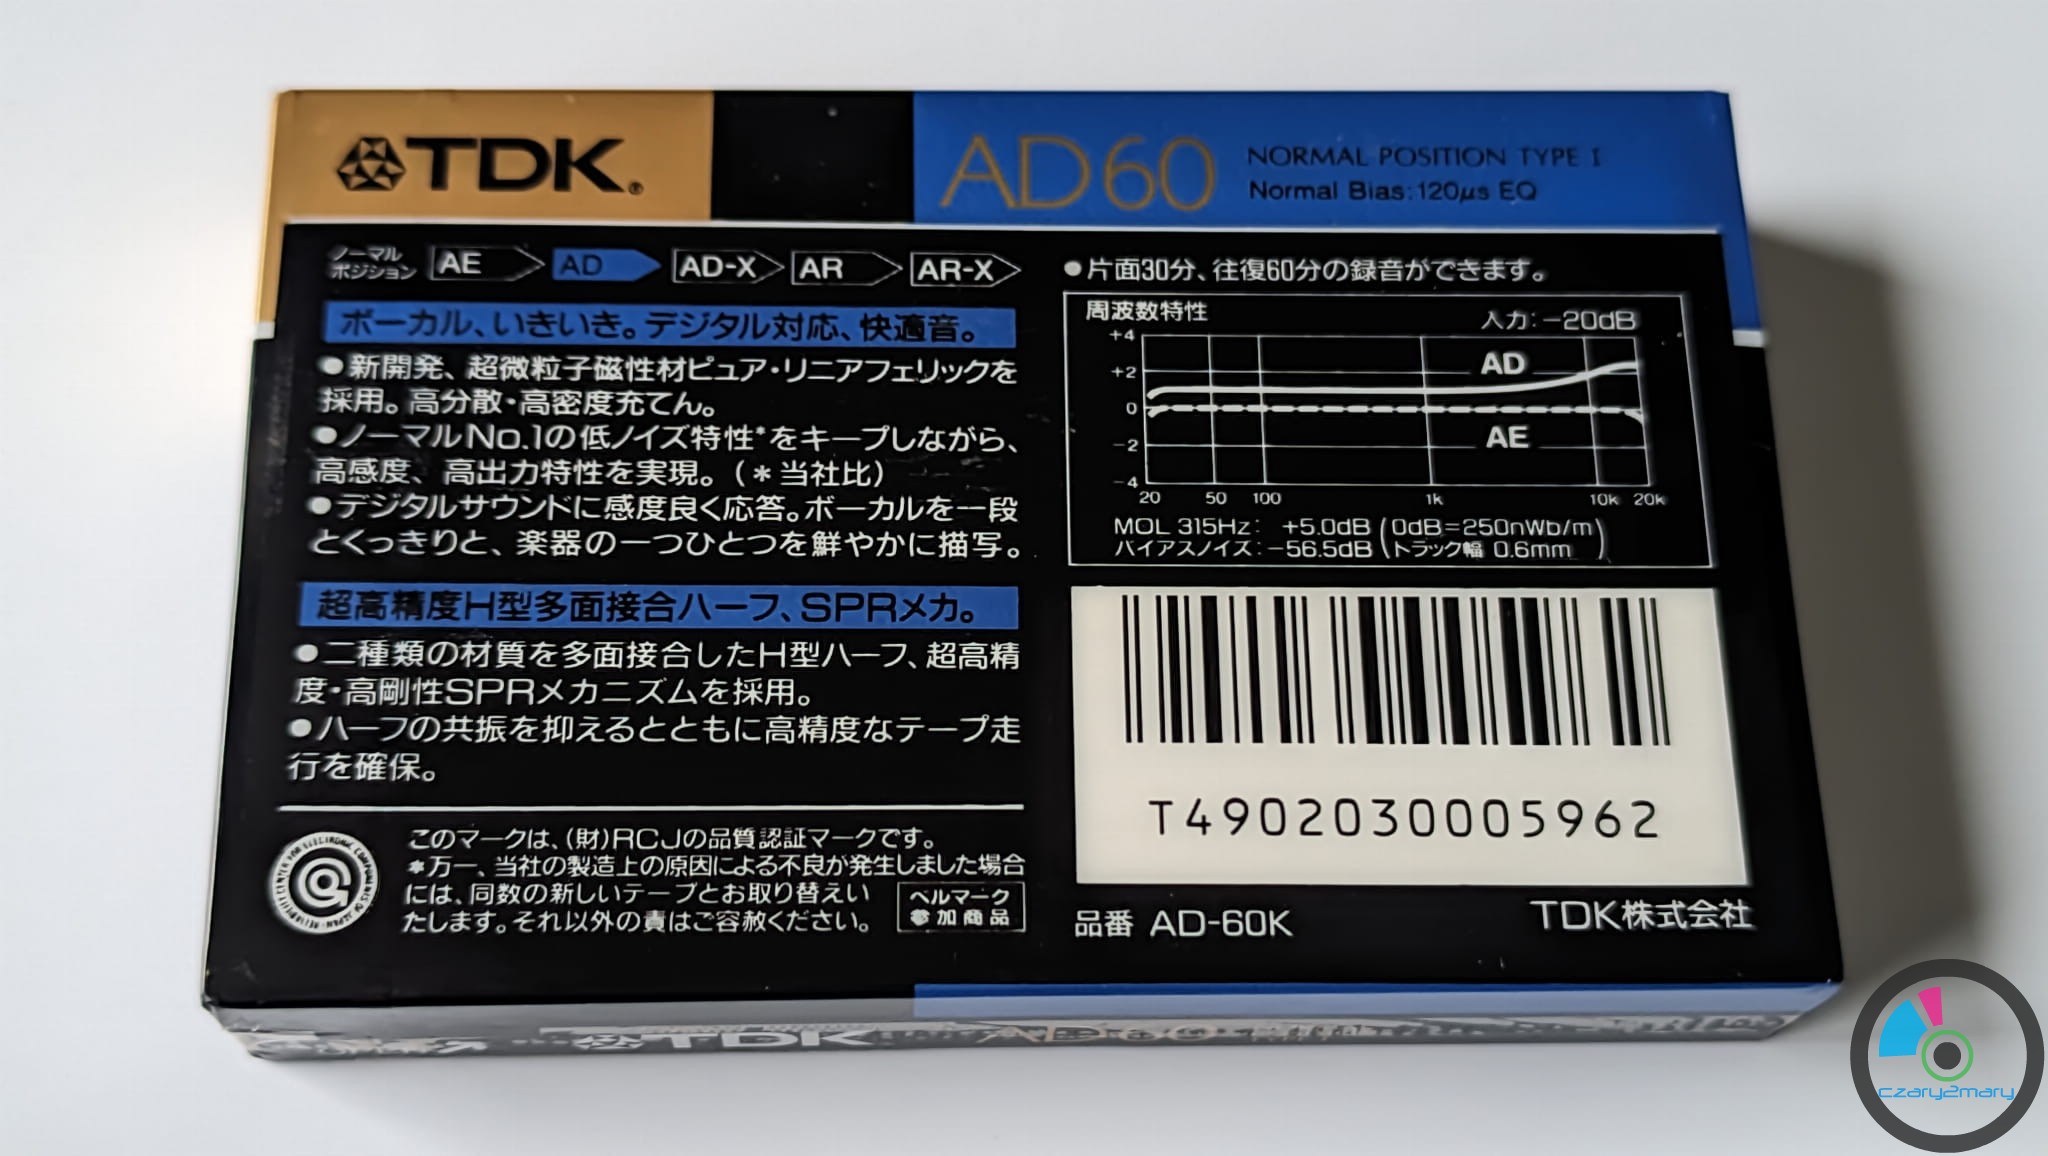 TDK®
AD60
NORMAL POSITION TYPE I
Normal Bias:120μs EQ
ノーマル
ポジション
AE
AD
AD-X
AR
AR-X
ボーカル、いきいき。デジタル対応、快適音。
●新開発、超微粒子磁性材ピュア・リニアフェリックを
採用。高分散・高密度充てん。
●ノーマルNo.1の低ノイズ特性*をキープしながら、
高感度、高出力特性を実現。(*当社比)
●デジタルサウンドに感度良く応答。ボーカルを一段
とくっきりと、楽器の一つひとつを鮮やかに描写。
超高精度H型多面接合ハーフ、SPRメカ。
●二種類の材質を多面接合したH型ハーフ、超高精
度・高剛性SPRメカニズムを採用。
●ハーフの共振を抑えるとともに高精度なテープ走
行を確保。
このマークは、(財)RCJの品質認証マークです。
*万一、当社の製造上の原因による不良が発生しました場合
には、同数の新しいテープとお取り替えい
たします。それ以外の責はご容赦ください。
ベルマーク
参加商品
●片面30分、往復60分の録音ができます。
周波数特性
入力:-20dB
+4
+2
0
-2
-4
AD
AE
20 50 100 1k 10k 20k
MOL 315Hz: +5.0dB (0dB=250nWb/m)
バイアスノイズ:-56.5dB (トラック幅 0.6mm)
T4902030005962
品番 AD-60K
TDK株式会社
TDK
AD60
czary2mary